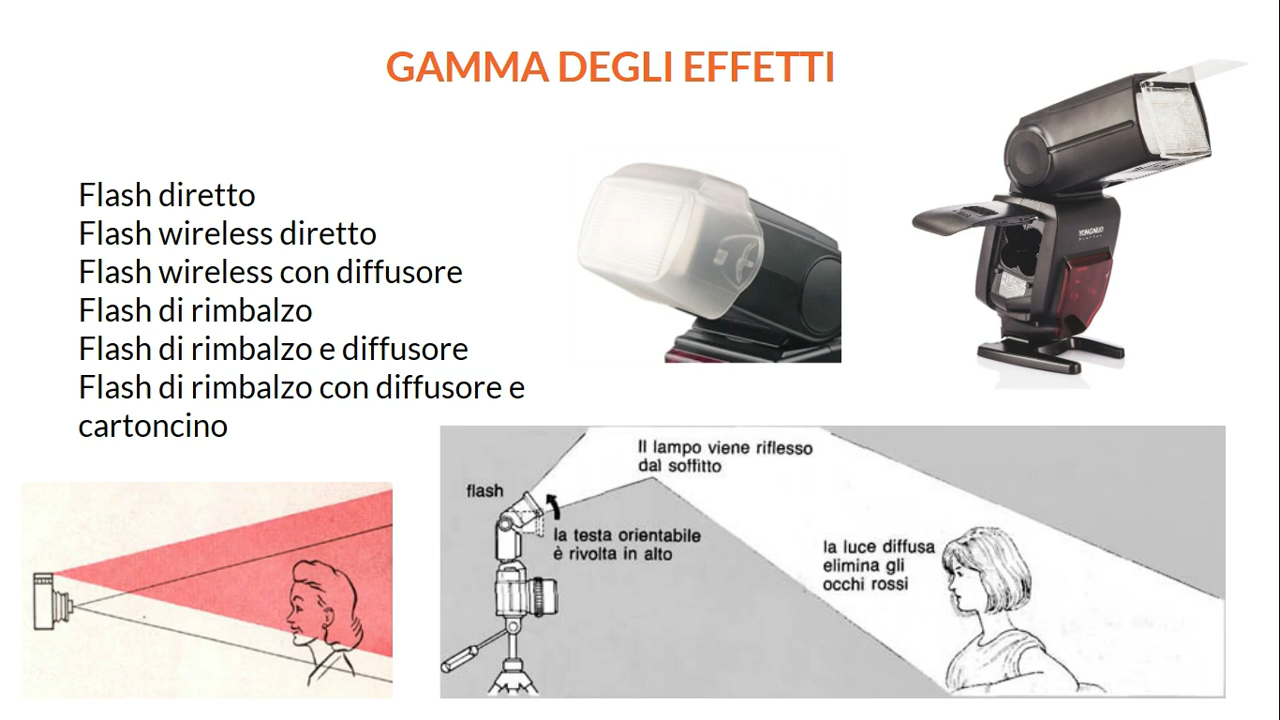 GAMMA DEGLI EFFETTI
Flash diretto
Flash wireless diretto
Flash wireless con diffusore
Flash di rimbalzo
Flash di rimbalzo e diffusore
Flash di rimbalzo con diffusore e
cartoncino
YONGNUO
Il lampo viene riflesso
dal soffitto
flash
la testa orientabile
è rivolta in alto
la luce diffusa
elimina gli
occhi rossi